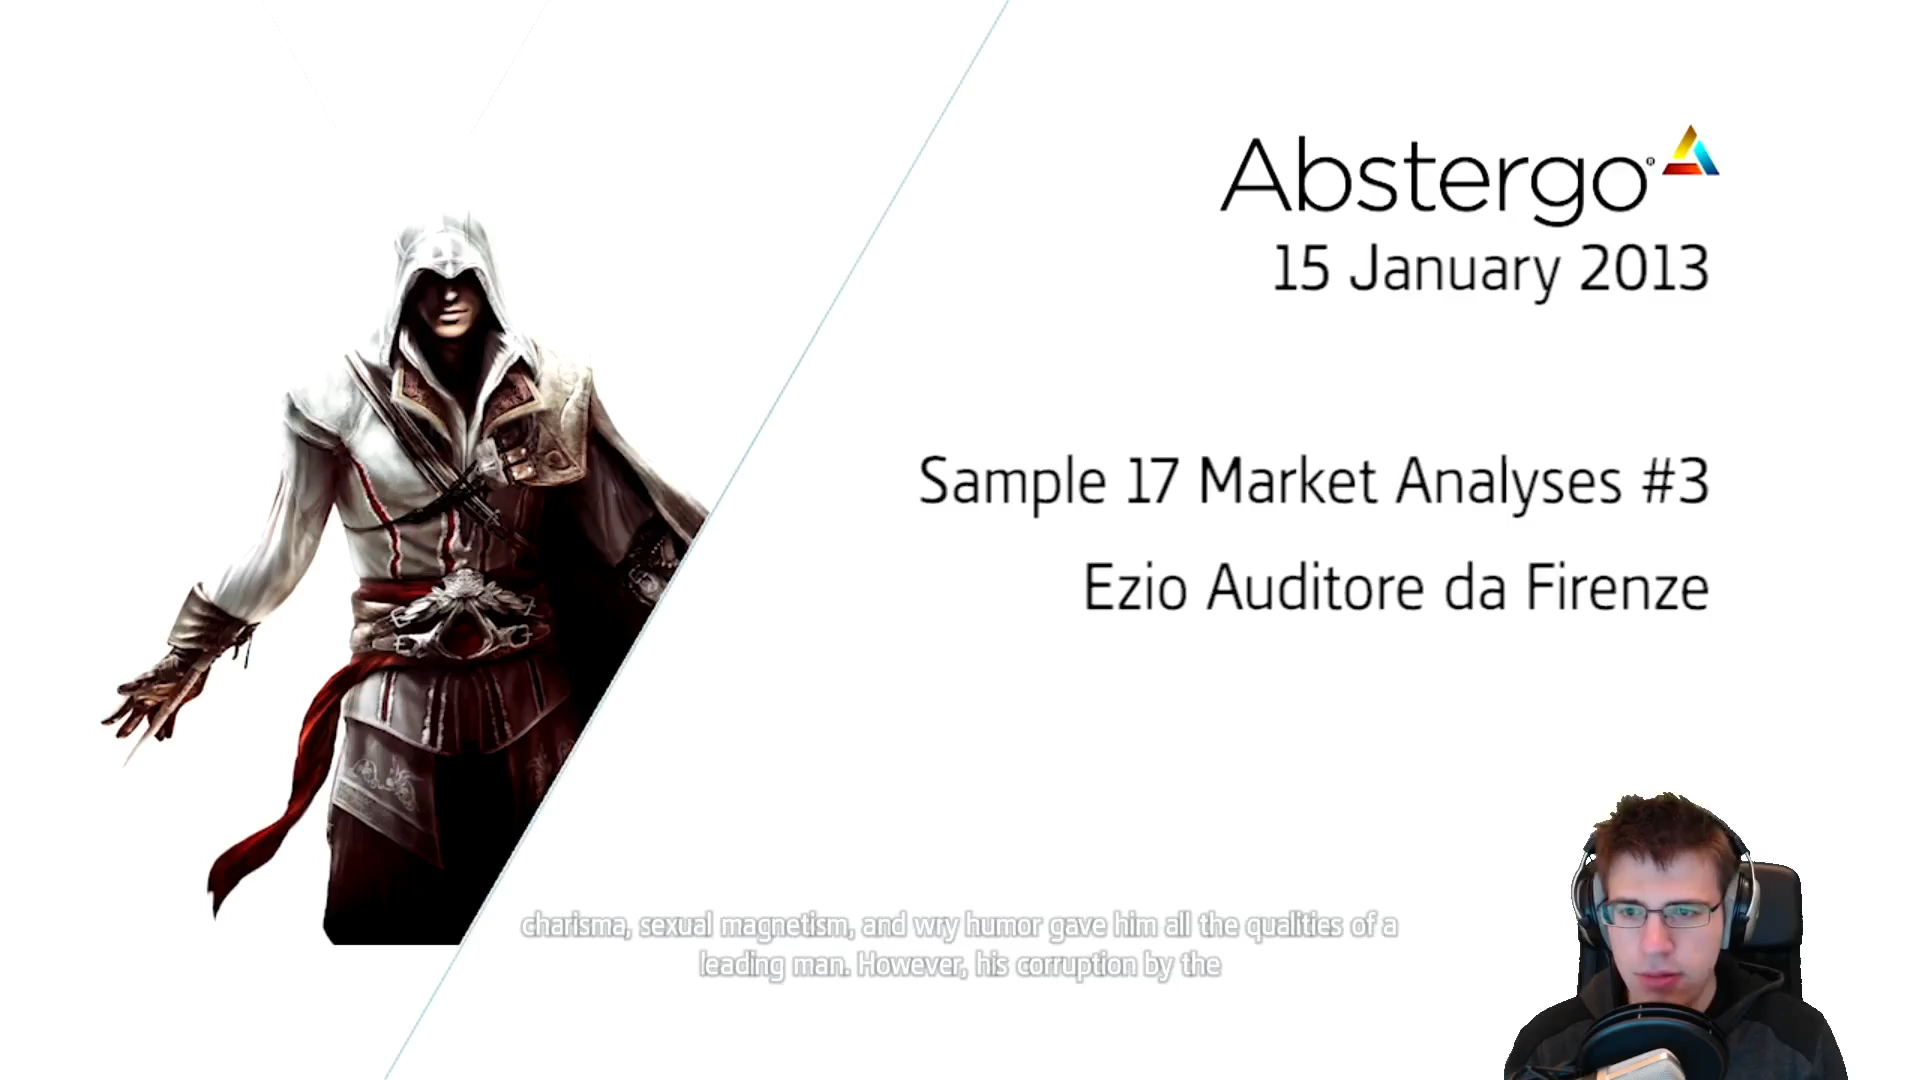 Abstergo®
15 January 2013
Sample 17 Market Analyses #3
Ezio Auditore da Firenze
charisma, sexual magnetism, and wry humor gave him all the qualities of a
leading man. However, his corruption by the